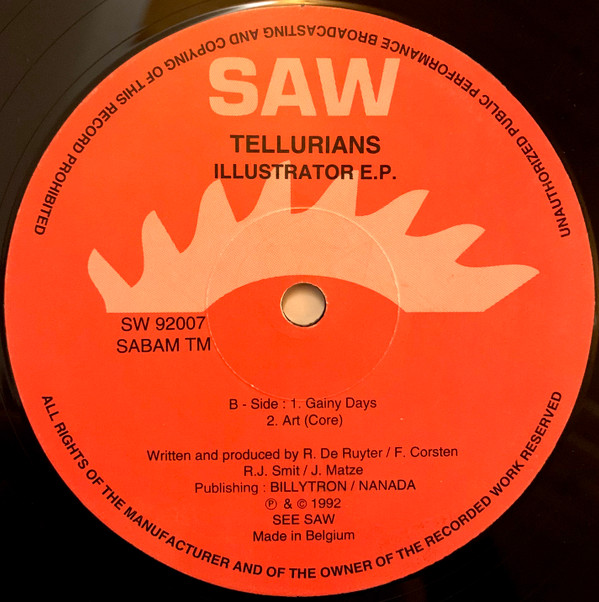 UNAUTHORIZED PUBLIC PERFORMANCE BROADCASTING AND COPYING OF THIS RECORD PROHIBITED
SAW
TELLURIANS
ILLUSTRATOR E.P.
SW 92007
SABAM TM
B - Side : 1. Gainy Days
2. Art (Core)
Written and produced by R. De Ruyter / F. Corsten
R.J. Smit / J. Matze
Publishing : BILLYTRON / NANADA
℗ & © 1992
SEE SAW
Made in Belgium
ALL RIGHTS OF THE MANUFACTURER AND OF THE OWNER OF THE RECORDED WORK RESERVED